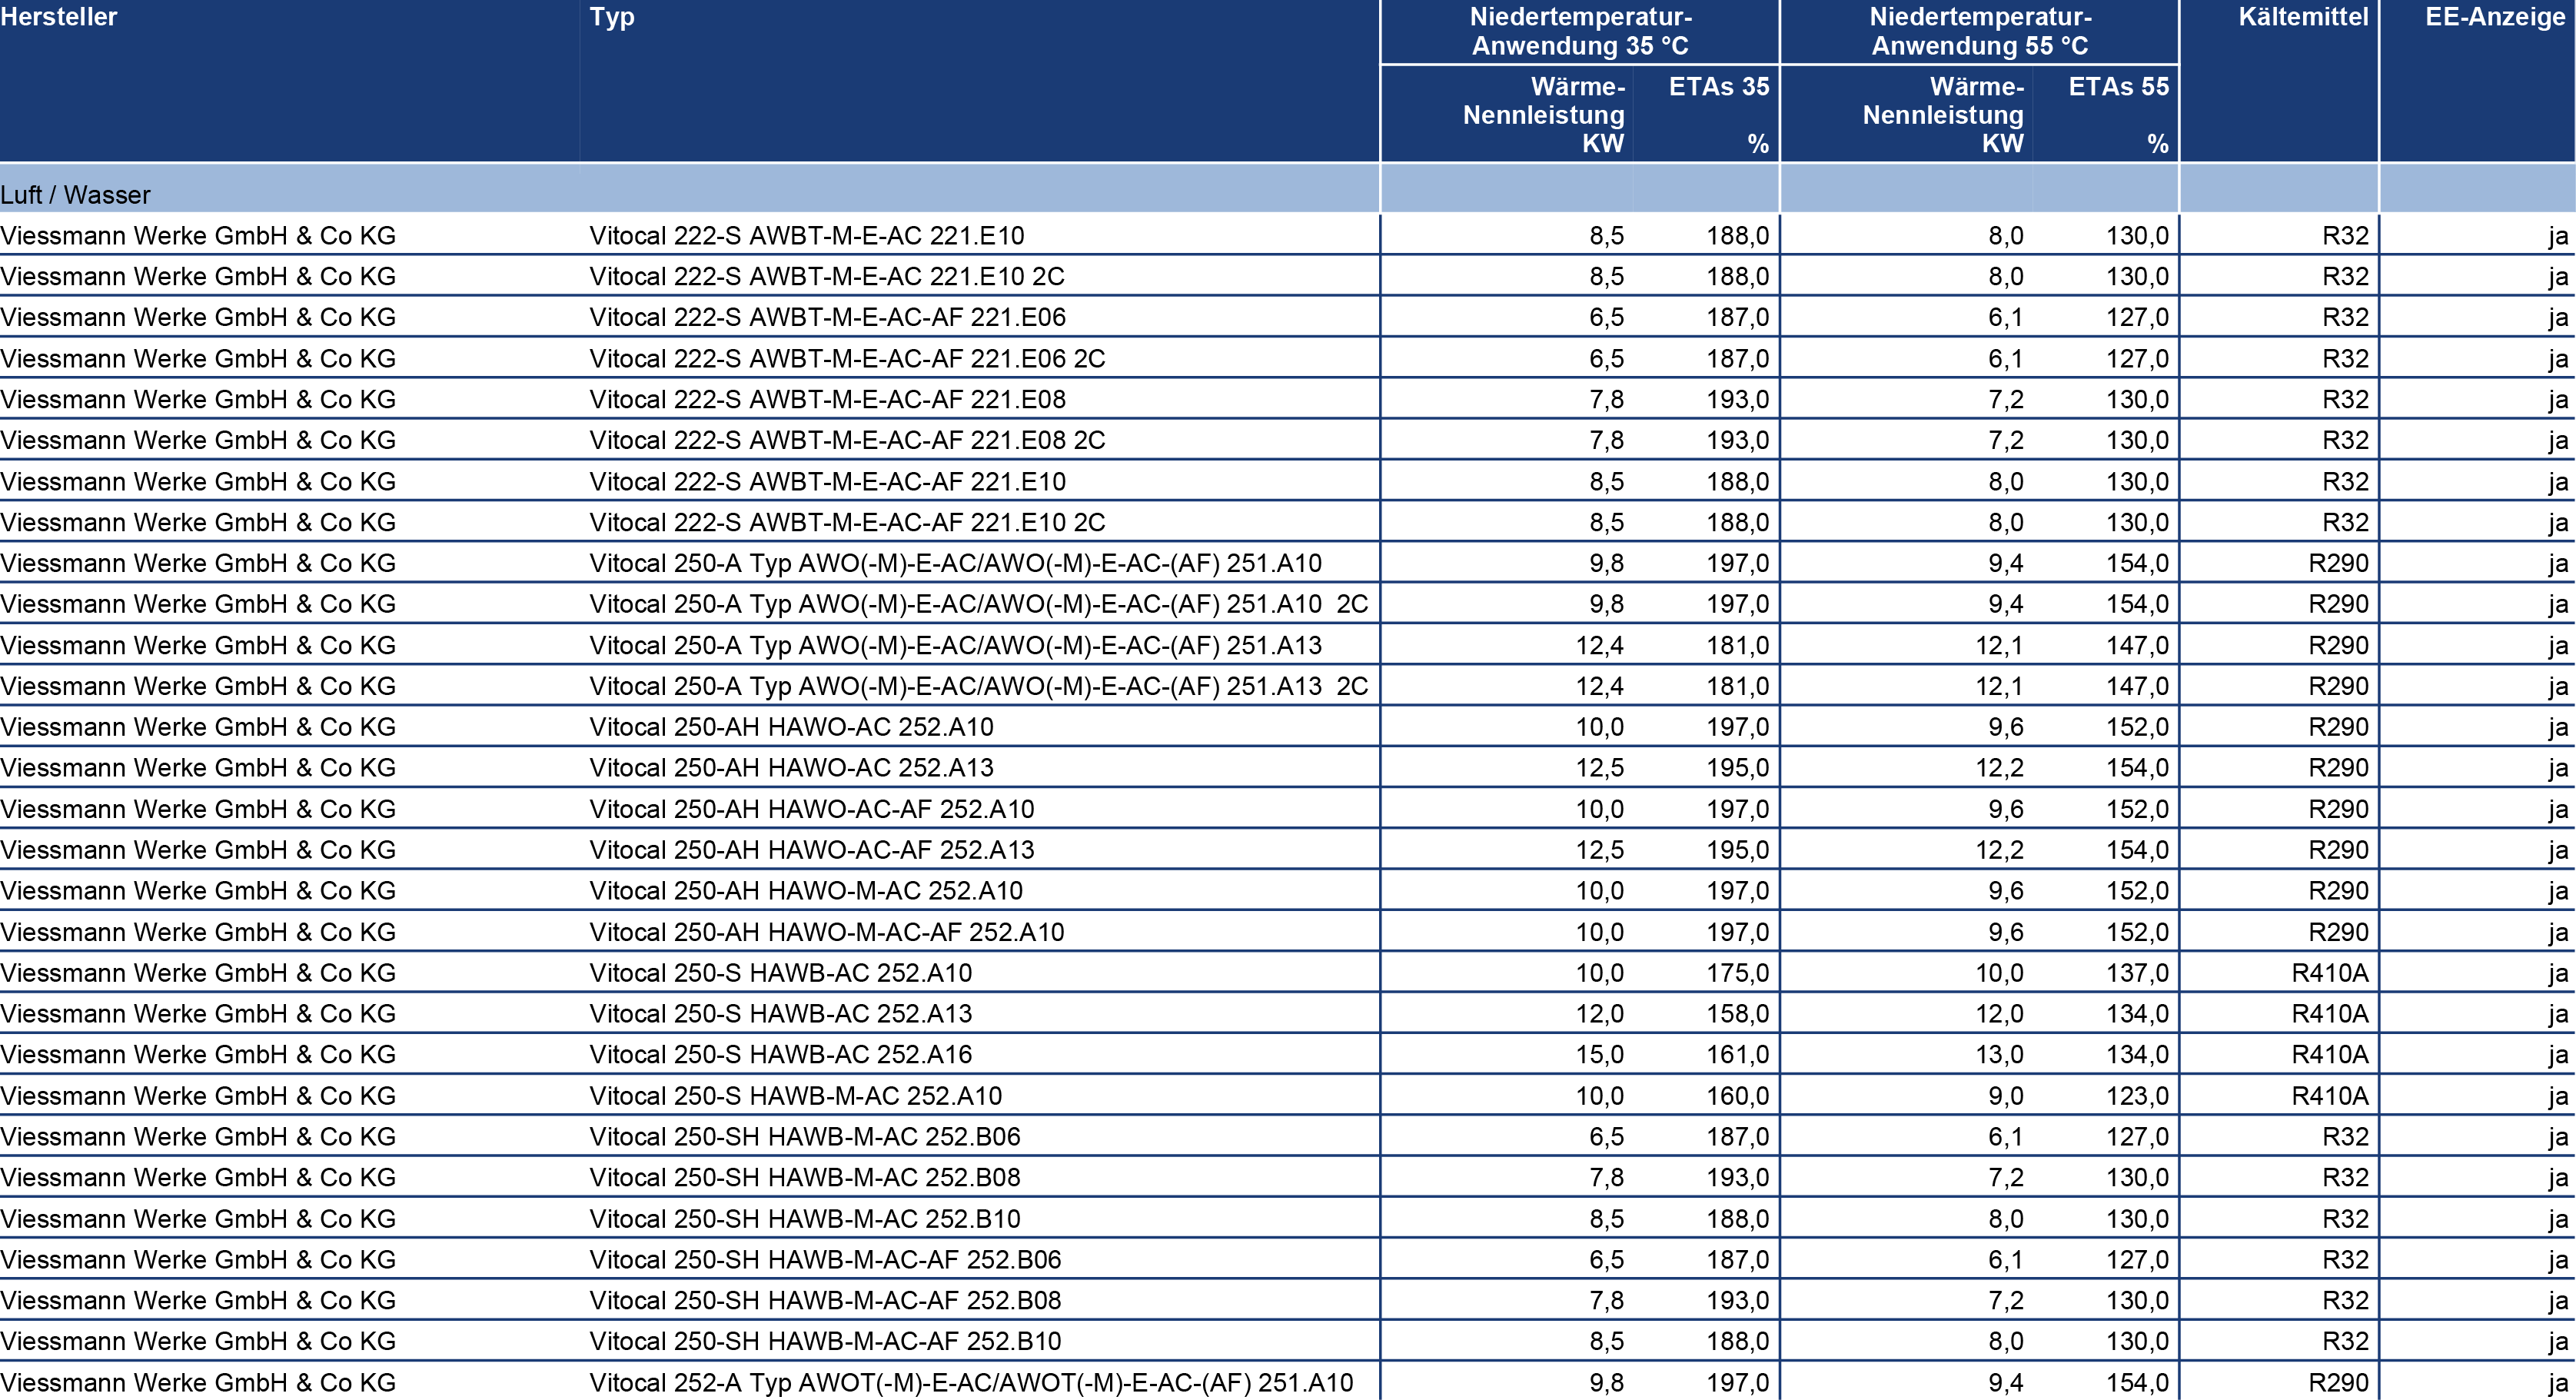 Hersteller Typ Niedertemperatur- Niedertemperatur- Kältemittel EE-Anzeige
Anwendung 35 °C Anwendung 55 °C
Wärme- ETAs 35 Wärme- ETAs 55
Nennleistung Nennleistung
KW % KW %
Luft / Wasser
Viessmann Werke GmbH & Co KG Vitocal 222-S AWBT-M-E-AC 221.E10 8,5 188,0 8,0 130,0 R32 ja
Viessmann Werke GmbH & Co KG Vitocal 222-S AWBT-M-E-AC 221.E10 2C 8,5 188,0 8,0 130,0 R32 ja
Viessmann Werke GmbH & Co KG Vitocal 222-S AWBT-M-E-AC-AF 221.E06 6,5 187,0 6,1 127,0 R32 ja
Viessmann Werke GmbH & Co KG Vitocal 222-S AWBT-M-E-AC-AF 221.E06 2C 6,5 187,0 6,1 127,0 R32 ja
Viessmann Werke GmbH & Co KG Vitocal 222-S AWBT-M-E-AC-AF 221.E08 7,8 193,0 7,2 130,0 R32 ja
Viessmann Werke GmbH & Co KG Vitocal 222-S AWBT-M-E-AC-AF 221.E08 2C 7,8 193,0 7,2 130,0 R32 ja
Viessmann Werke GmbH & Co KG Vitocal 222-S AWBT-M-E-AC-AF 221.E10 8,5 188,0 8,0 130,0 R32 ja
Viessmann Werke GmbH & Co KG Vitocal 222-S AWBT-M-E-AC-AF 221.E10 2C 8,5 188,0 8,0 130,0 R32 ja
Viessmann Werke GmbH & Co KG Vitocal 250-A Typ AWO(-M)-E-AC/AWO(-M)-E-AC-(AF) 251.A10 9,8 197,0 9,4 154,0 R290 ja
Viessmann Werke GmbH & Co KG Vitocal 250-A Typ AWO(-M)-E-AC/AWO(-M)-E-AC-(AF) 251.A10 2C 9,8 197,0 9,4 154,0 R290 ja
Viessmann Werke GmbH & Co KG Vitocal 250-A Typ AWO(-M)-E-AC/AWO(-M)-E-AC-(AF) 251.A13 12,4 181,0 12,1 147,0 R290 ja
Viessmann Werke GmbH & Co KG Vitocal 250-A Typ AWO(-M)-E-AC/AWO(-M)-E-AC-(AF) 251.A13 2C 12,4 181,0 12,1 147,0 R290 ja
Viessmann Werke GmbH & Co KG Vitocal 250-AH HAWO-AC 252.A10 10,0 197,0 9,6 152,0 R290 ja
Viessmann Werke GmbH & Co KG Vitocal 250-AH HAWO-AC 252.A13 12,5 195,0 12,2 154,0 R290 ja
Viessmann Werke GmbH & Co KG Vitocal 250-AH HAWO-AC-AF 252.A10 10,0 197,0 9,6 152,0 R290 ja
Viessmann Werke GmbH & Co KG Vitocal 250-AH HAWO-AC-AF 252.A13 12,5 195,0 12,2 154,0 R290 ja
Viessmann Werke GmbH & Co KG Vitocal 250-AH HAWO-M-AC 252.A10 10,0 197,0 9,6 152,0 R290 ja
Viessmann Werke GmbH & Co KG Vitocal 250-AH HAWO-M-AC-AF 252.A10 10,0 197,0 9,6 152,0 R290 ja
Viessmann Werke GmbH & Co KG Vitocal 250-S HAWB-AC 252.A10 10,0 175,0 10,0 137,0 R410A ja
Viessmann Werke GmbH & Co KG Vitocal 250-S HAWB-AC 252.A13 12,0 158,0 12,0 134,0 R410A ja
Viessmann Werke GmbH & Co KG Vitocal 250-S HAWB-AC 252.A16 15,0 161,0 13,0 134,0 R410A ja
Viessmann Werke GmbH & Co KG Vitocal 250-S HAWB-M-AC 252.A10 10,0 160,0 9,0 123,0 R410A ja
Viessmann Werke GmbH & Co KG Vitocal 250-SH HAWB-M-AC 252.B06 6,5 187,0 6,1 127,0 R32 ja
Viessmann Werke GmbH & Co KG Vitocal 250-SH HAWB-M-AC 252.B08 7,8 193,0 7,2 130,0 R32 ja
Viessmann Werke GmbH & Co KG Vitocal 250-SH HAWB-M-AC 252.B10 8,5 188,0 8,0 130,0 R32 ja
Viessmann Werke GmbH & Co KG Vitocal 250-SH HAWB-M-AC-AF 252.B06 6,5 187,0 6,1 127,0 R32 ja
Viessmann Werke GmbH & Co KG Vitocal 250-SH HAWB-M-AC-AF 252.B08 7,8 193,0 7,2 130,0 R32 ja
Viessmann Werke GmbH & Co KG Vitocal 250-SH HAWB-M-AC-AF 252.B10 8,5 188,0 8,0 130,0 R32 ja
Viessmann Werke GmbH & Co KG Vitocal 252-A Typ AWOT(-M)-E-AC/AWOT(-M)-E-AC-(AF) 251.A10 9,8 197,0 9,4 154,0 R290 ja